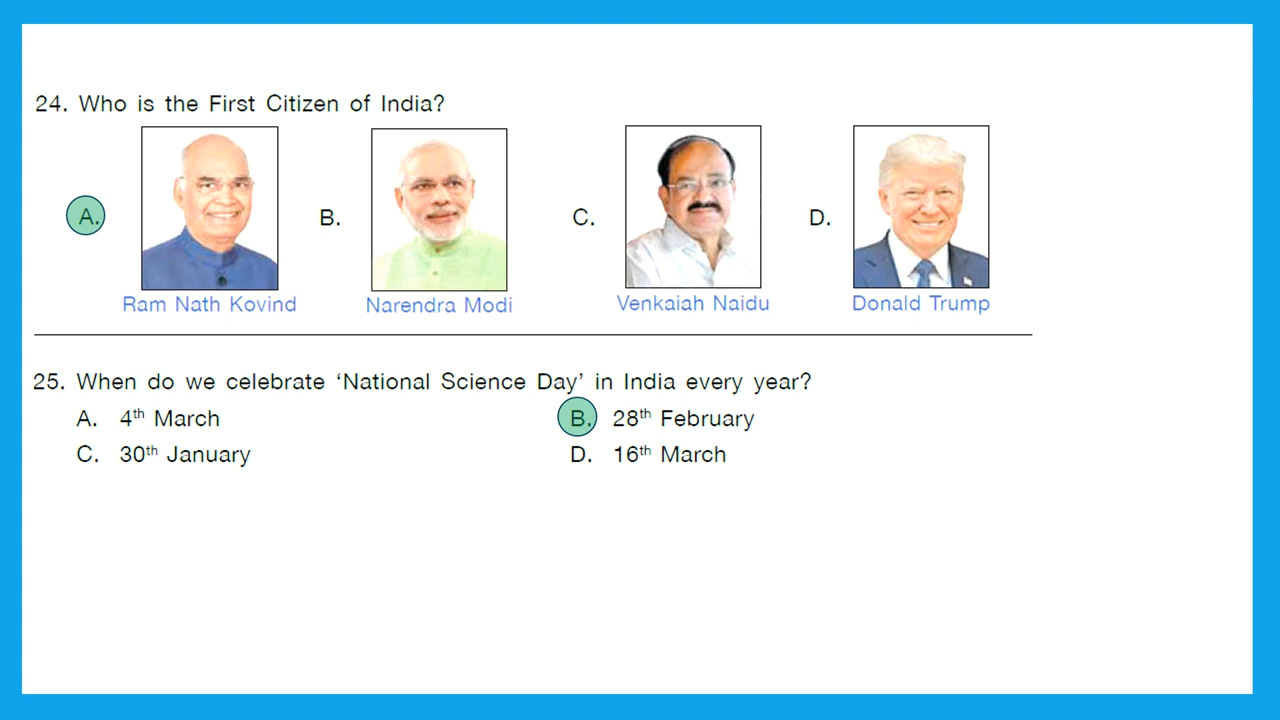 24. Who is the First Citizen of India?
A. B. C. D.
Ram Nath Kovind Narendra Modi Venkaiah Naidu Donald Trump
25. When do we celebrate ‘National Science Day’ in India every year?
A. 4th March B. 28th February
C. 30th January D. 16th March